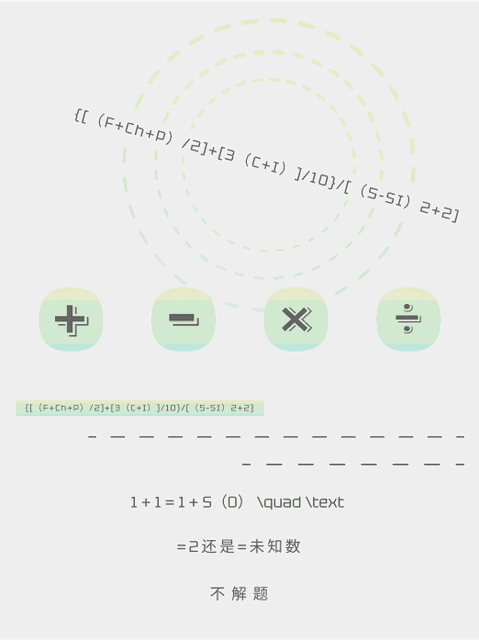 {[（F+Ch+P）/2]+[3（C+I）]/10}/[（5-SI）2+2]
+ - × ÷
{[（F+Ch+P）/2]+[3（C+I）]/10}/[（5-SI）2+2]
1+1=1+S（0） \quad \text
=2还是=未知数
不解题